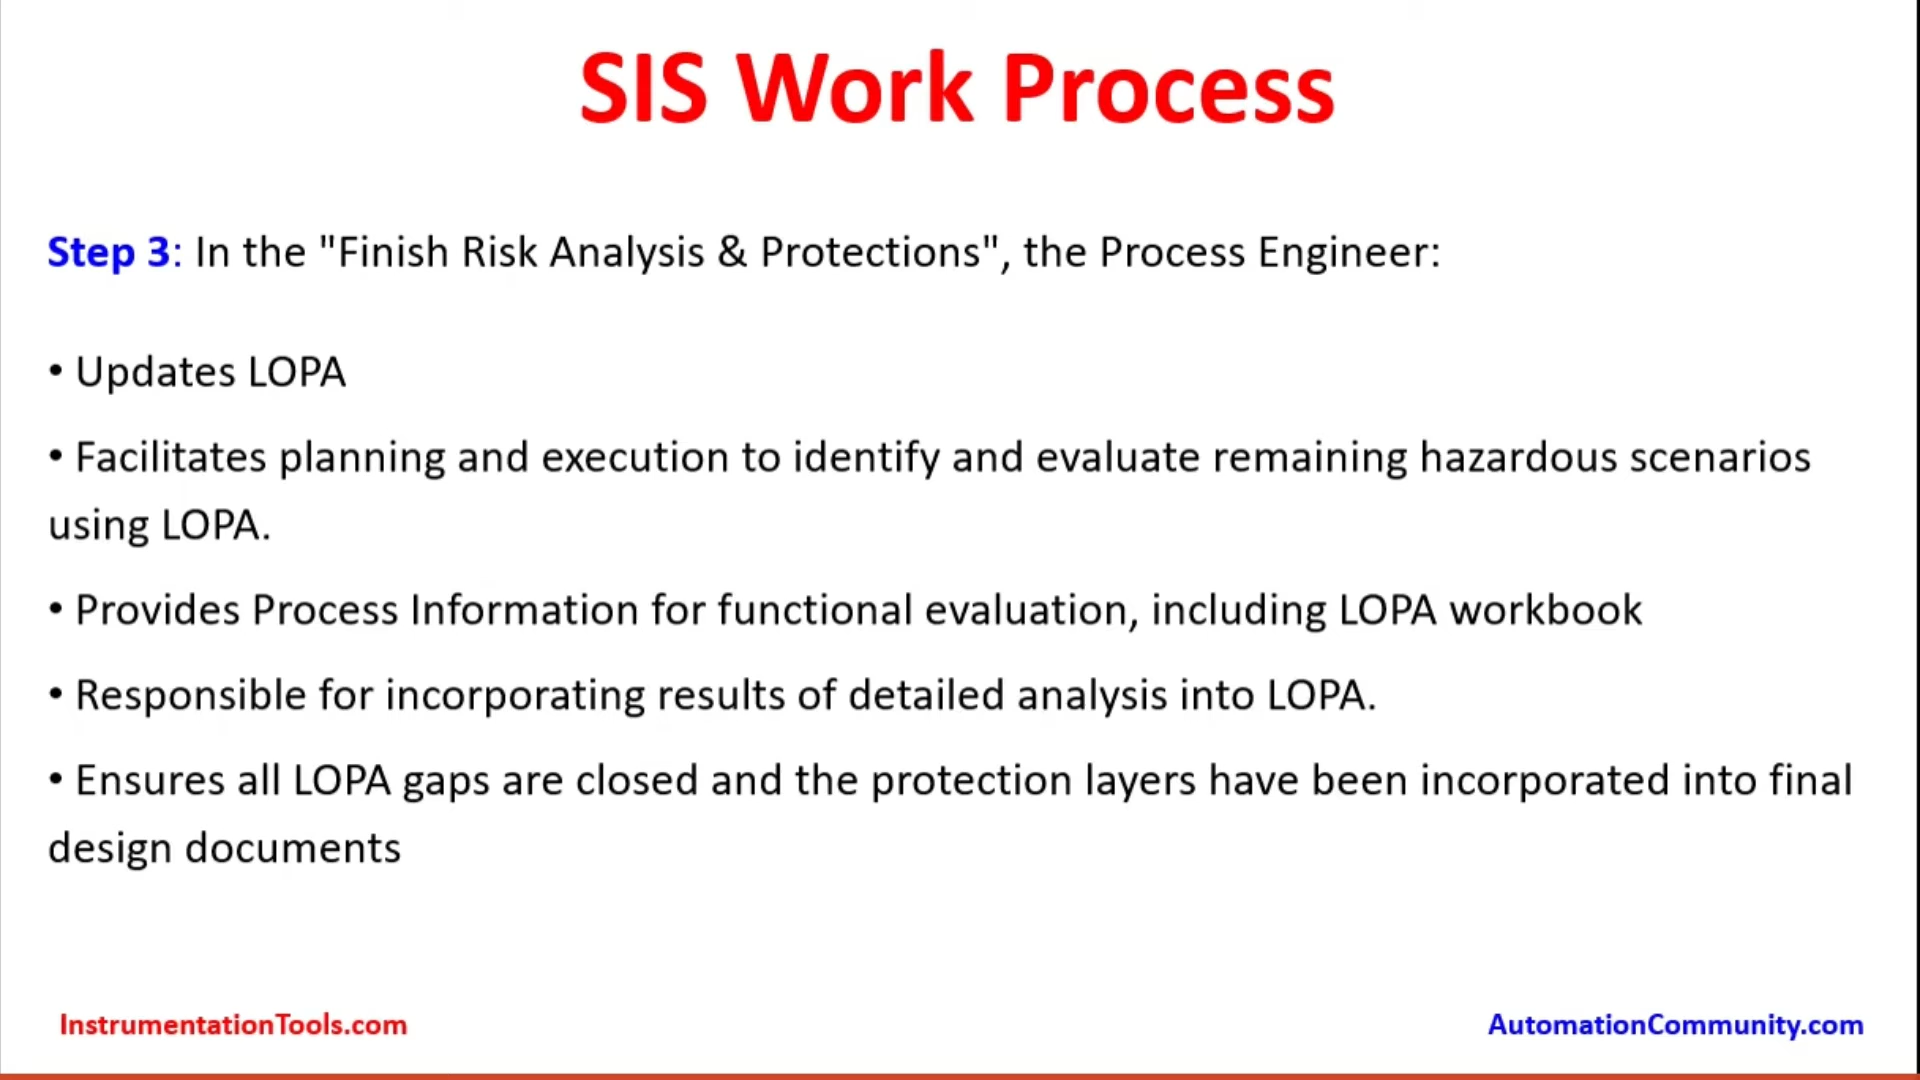 SIS Work Process
Step 3: In the "Finish Risk Analysis & Protections", the Process Engineer:
• Updates LOPA
• Facilitates planning and execution to identify and evaluate remaining hazardous scenarios
using LOPA.
• Provides Process Information for functional evaluation, including LOPA workbook
• Responsible for incorporating results of detailed analysis into LOPA.
• Ensures all LOPA gaps are closed and the protection layers have been incorporated into final
design documents
InstrumentationTools.com
AutomationCommunity.com